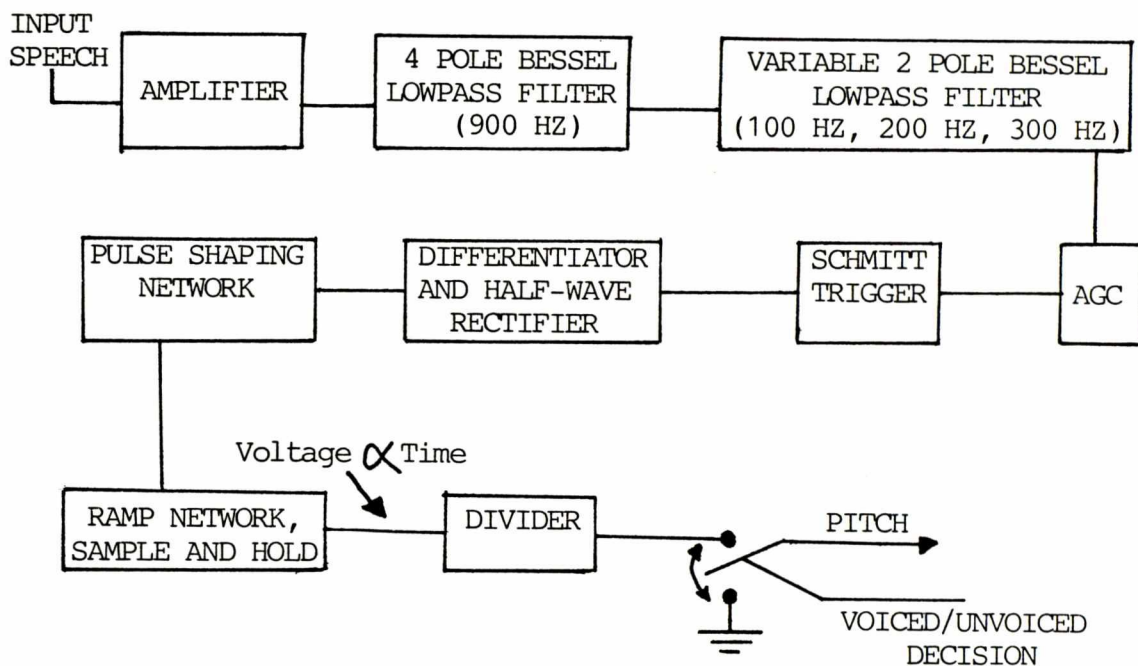 INPUT
SPEECH
AMPLIFIER
4 POLE BESSEL
LOWPASS FILTER
(900 HZ)
VARIABLE 2 POLE BESSEL
LOWPASS FILTER
(100 HZ, 200 HZ, 300 HZ)
PULSE SHAPING
NETWORK
DIFFERENTIATOR
AND HALF-WAVE
RECTIFIER
SCHMITT
TRIGGER
AGC
Voltage ∝ Time
RAMP NETWORK,
SAMPLE AND HOLD
DIVIDER
PITCH
VOICED/UNVOICED
DECISION